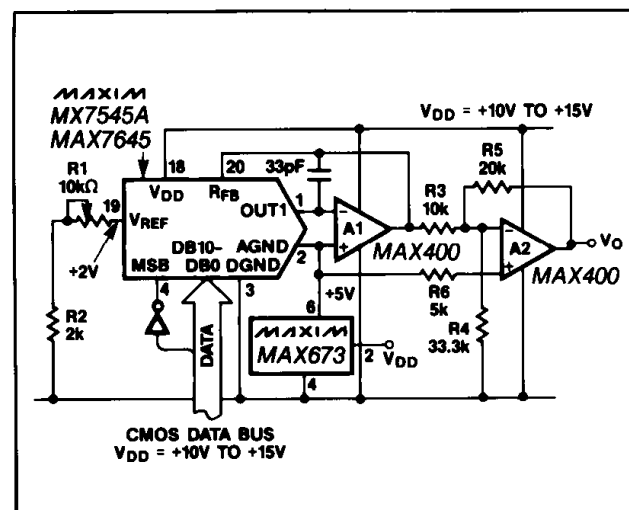 MAXIM
MX7545A
MAX7645
VDD = +10V TO +15V
18
20
33pF
R5
20k
R1
10kΩ
19
VDD
RFB
1
R3
10k
VREF
OUT1
A1
A2
VO
+2V
DB10-
AGND
2
MAX400
MAX400
MSB
DB0
DGND
4
3
6
+5V
R6
5k
R2
2k
DATA
MAXIM
MAX673
2
VDD
R4
33.3k
4
CMOS DATA BUS
VDD = +10V TO +15V